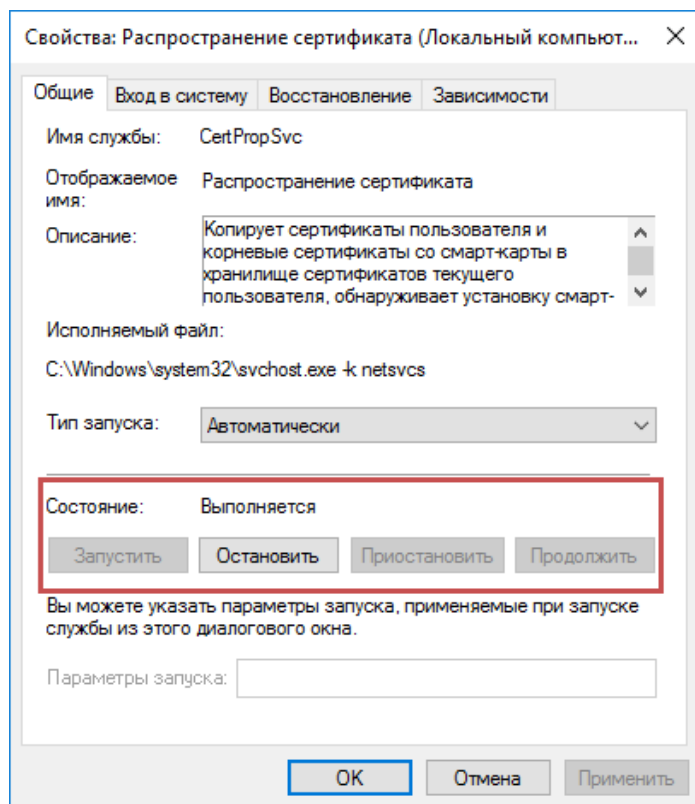 Свойства: Распространение сертификата (Локальный компьют...
Общие Вход в систему Восстановление Зависимости
Имя службы: CertPropSvc
Отображаемое имя: Распространение сертификата
Описание: Копирует сертификаты пользователя и
корневые сертификаты со смарт-карты в
хранилище сертификатов текущего
пользователя, обнаруживает установку смарт-
Исполняемый файл:
C:\Windows\system32\svchost.exe -k netsvcs
Тип запуска: Автоматически
Состояние: Выполняется
Запустить Остановить Приостановить Продолжить
Вы можете указать параметры запуска, применяемые при запуске
службы из этого диалогового окна.
Параметры запуска:
OK Отмена Применить